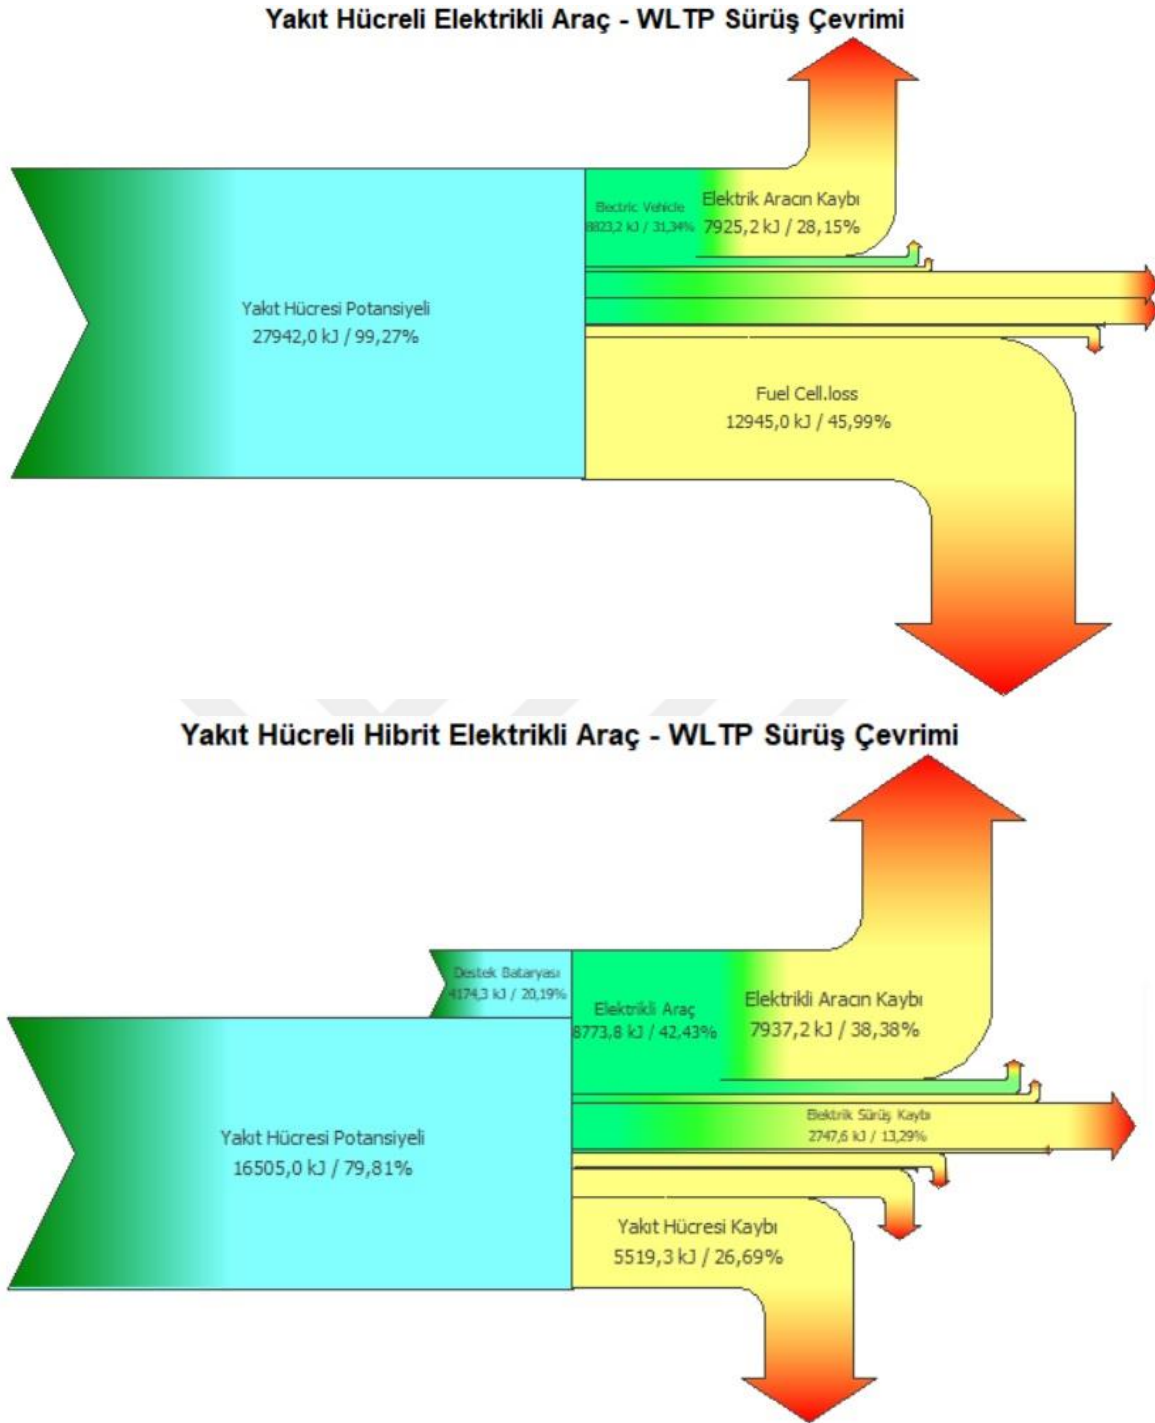 Yakıt Hücreli Elektrikli Araç - WLTP Sürüş Çevrimi
Electric Vehicle
8823,2 kJ / 31,34%
Elektrik Aracın Kaybı
7925,2 kJ / 28,15%
Yakıt Hücresi Potansiyeli
27942,0 kJ / 99,27%
Fuel Cell.loss
12945,0 kJ / 45,99%
Yakıt Hücreli Hibrit Elektrikli Araç - WLTP Sürüş Çevrimi
Destek Bataryası
4174,3 kJ / 20,19%
Elektrikli Araç
8773,8 kJ / 42,43%
Elektrikli Aracın Kaybı
7937,2 kJ / 38,38%
Elektrik Sürüş Kaybı
2747,6 kJ / 13,29%
Yakıt Hücresi Potansiyeli
16505,0 kJ / 79,81%
Yakıt Hücresi Kaybı
5519,3 kJ / 26,69%